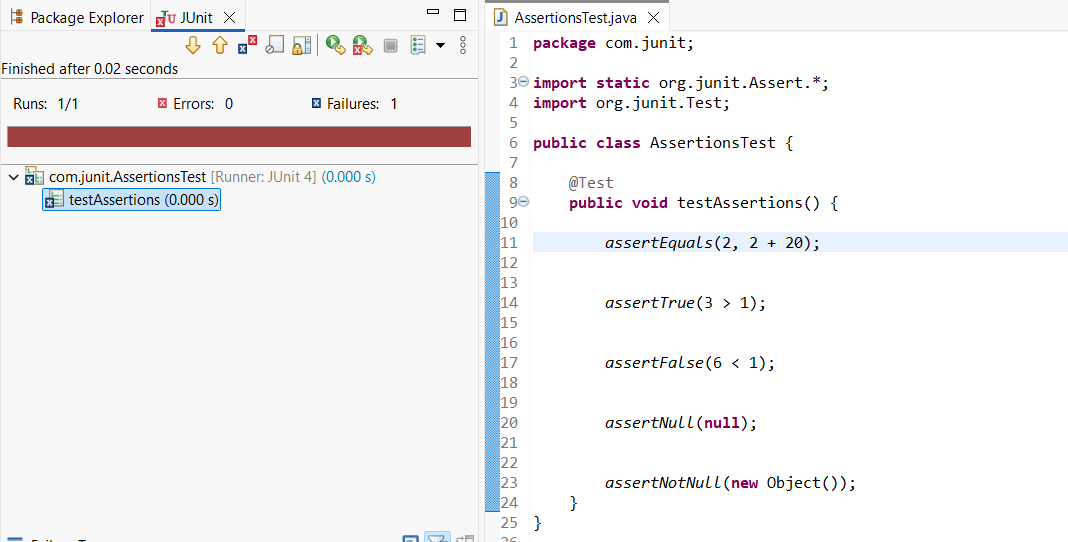 Package Explorer
JUnit
Finished after 0.02 seconds
Runs: 1/1
Errors: 0
Failures: 1
com.junit.AssertionsTest [Runner: JUnit 4] (0.000 s)
testAssertions (0.000 s)
AssertionsTest.java
1 package com.junit;
2
3 import static org.junit.Assert.*;
4 import org.junit.Test;
5
6 public class AssertionsTest {
7
8 @Test
9 public void testAssertions() {
10
11 assertEquals(2, 2 + 20);
12
13
14 assertTrue(3 > 1);
15
16
17 assertFalse(6 < 1);
18
19
20 assertNull(null);
21
22
23 assertNotNull(new Object());
24 }
25 }